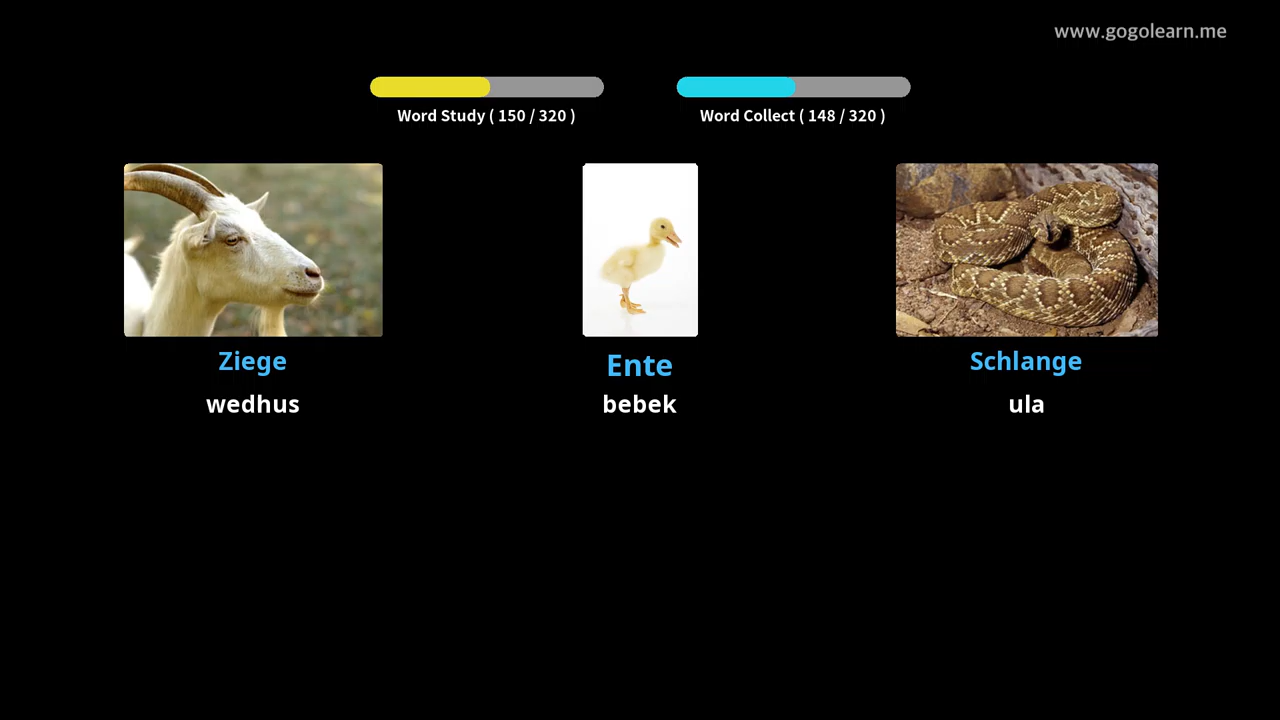 www.gogolearn.me
Word Study ( 150 / 320 )
Word Collect ( 148 / 320 )
Ziege
Ente
Schlange
wedhus
bebek
ula